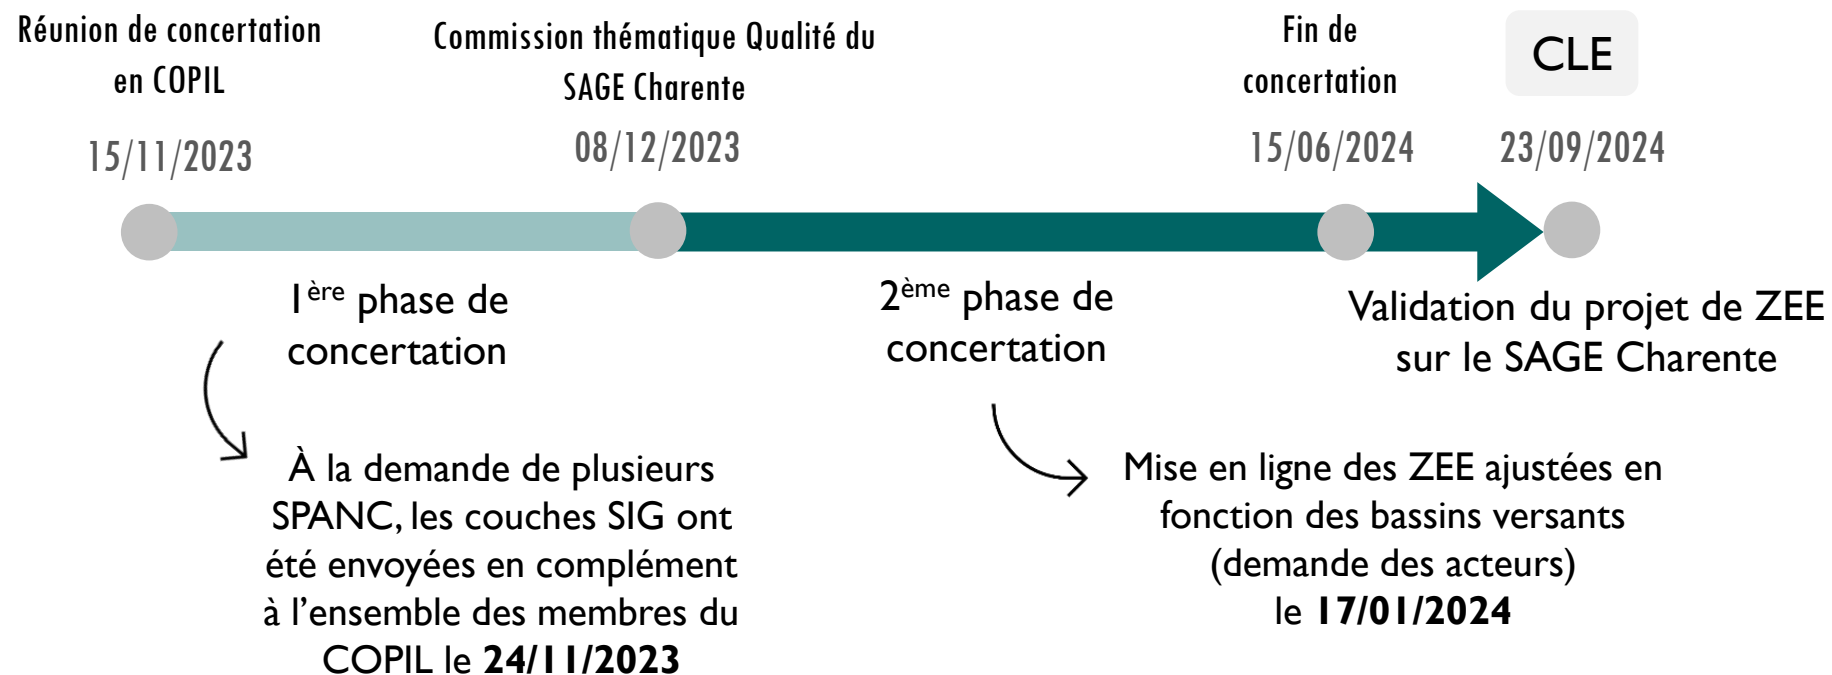 Réunion de concertation
en COPIL
15/11/2023
Commission thématique Qualité du
SAGE Charente
08/12/2023
Fin de
concertation
15/06/2024
CLE
23/09/2024
1ère phase de
concertation
2ème phase de
concertation
Validation du projet de ZEE
sur le SAGE Charente
À la demande de plusieurs
SPANC, les couches SIG ont
été envoyées en complément
à l’ensemble des membres du
COPIL le 24/11/2023
Mise en ligne des ZEE ajustées en
fonction des bassins versants
(demande des acteurs)
le 17/01/2024